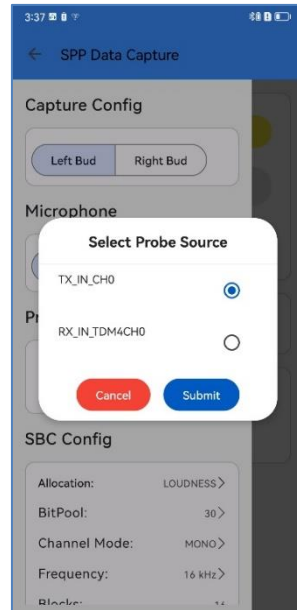 3:37
SPP Data Capture
Capture Config
Left Bud Right Bud
Microphone
Select Probe Source
TX_IN_CH0
RX_IN_TDM4CH0
Cancel Submit
SBC Config
Allocation: LOUDNESS
BitPool: 30
Channel Mode: MONO
Frequency: 16 kHz
Blocks: 16